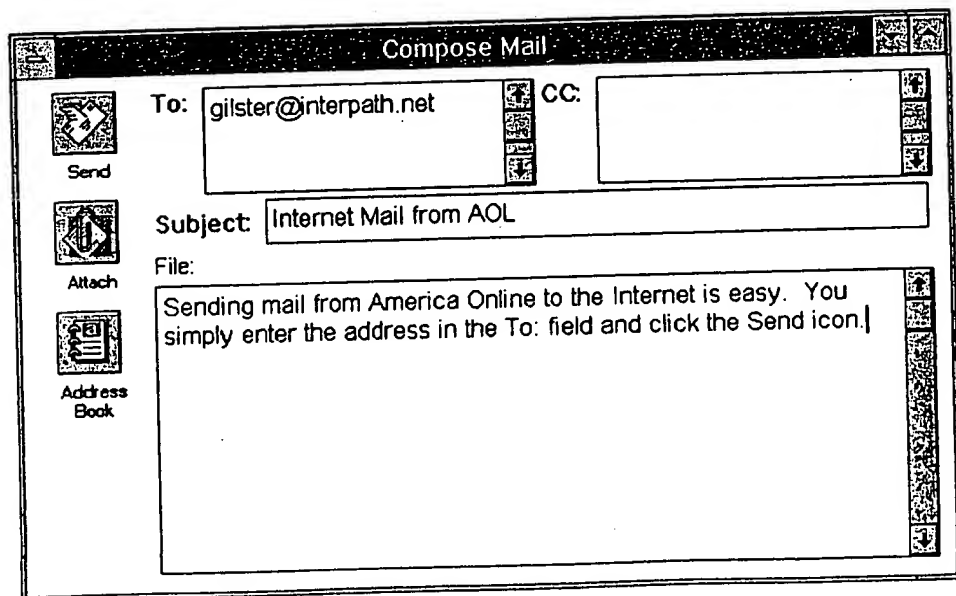 Compose Mail
To: gilster@interpath.net CC:
Send
Subject: Internet Mail from AOL
Attach
File:
Sending mail from America Online to the Internet is easy. You
simply enter the address in the To: field and click the Send icon.
Address
Book